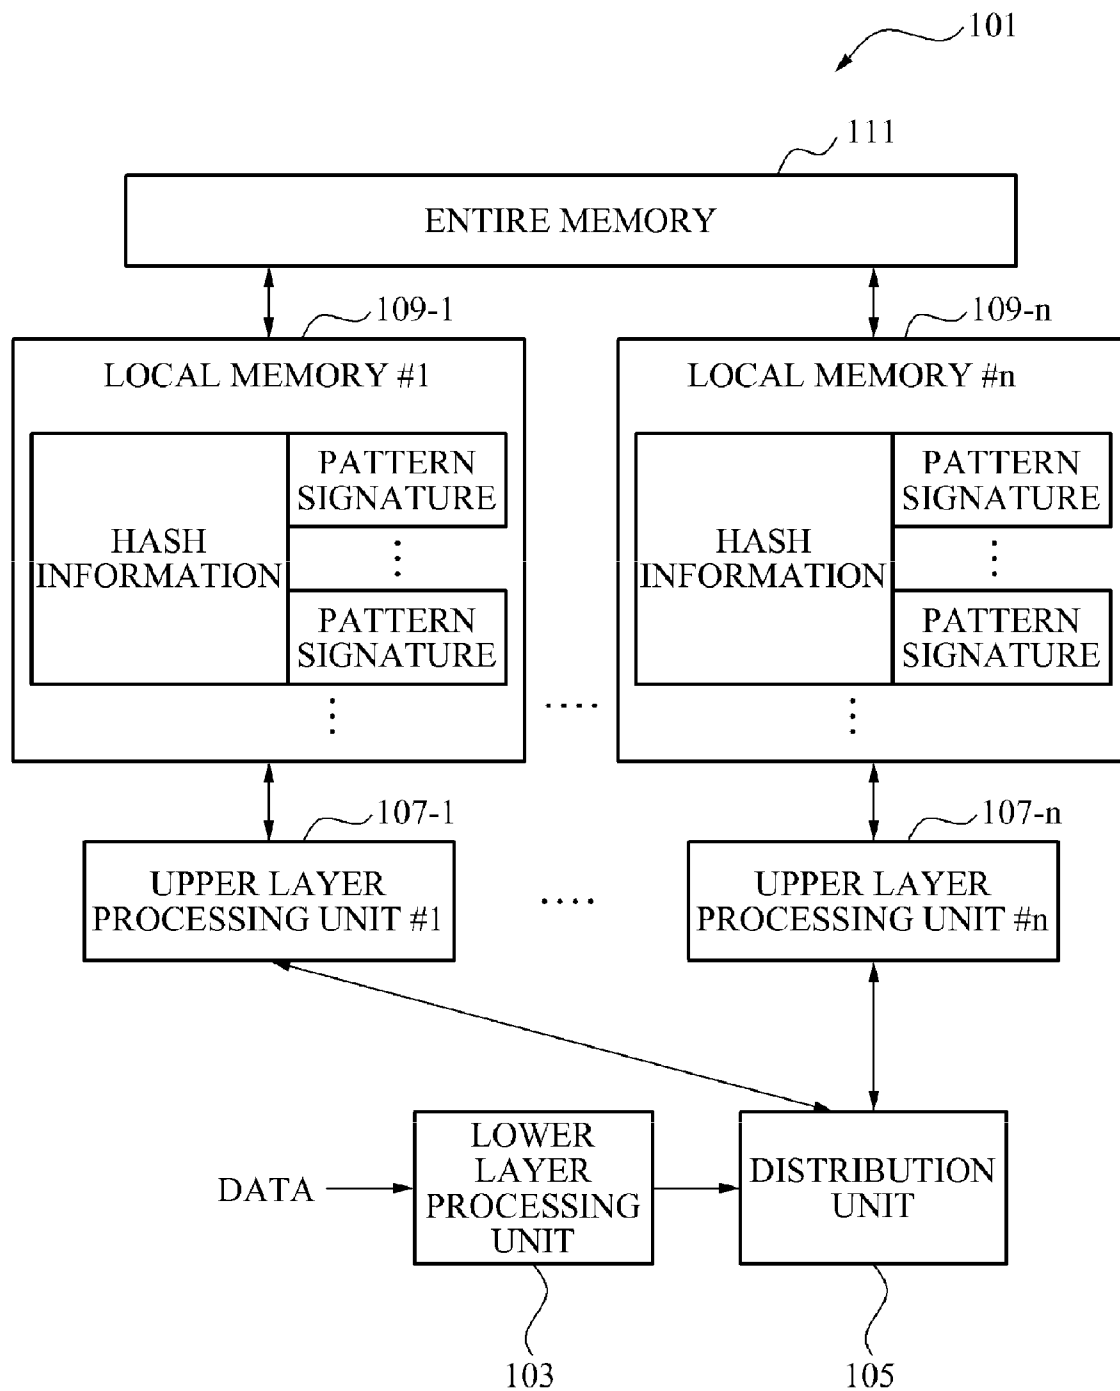 101
111
ENTIRE MEMORY
109-1
109-n
LOCAL MEMORY #1
LOCAL MEMORY #n
PATTERN
SIGNATURE
HASH
INFORMATION
PATTERN
SIGNATURE
PATTERN
SIGNATURE
HASH
INFORMATION
PATTERN
SIGNATURE
107-1
107-n
UPPER LAYER
PROCESSING UNIT #1
UPPER LAYER
PROCESSING UNIT #n
DATA
LOWER
LAYER
PROCESSING
UNIT
DISTRIBUTION
UNIT
103
105